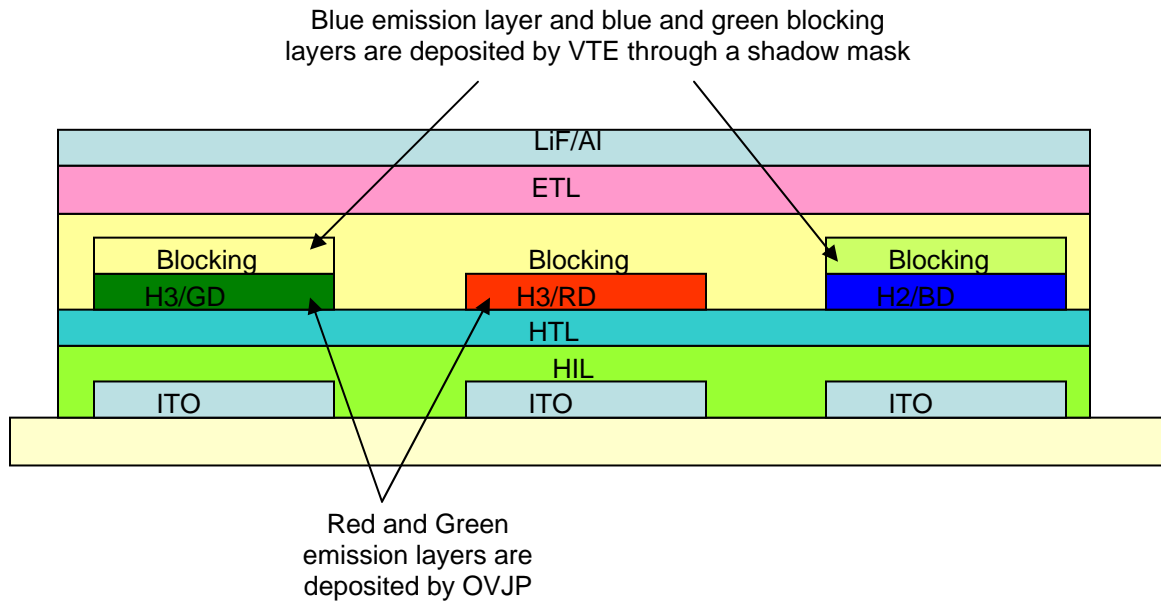 Blue emission layer and blue and green blocking
layers are deposited by VTE through a shadow mask
LiF/Al
ETL
Blocking Blocking Blocking
H3/GD H3/RD H2/BD
HTL
HIL
ITO ITO ITO
Red and Green
emission layers are
deposited by OVJP